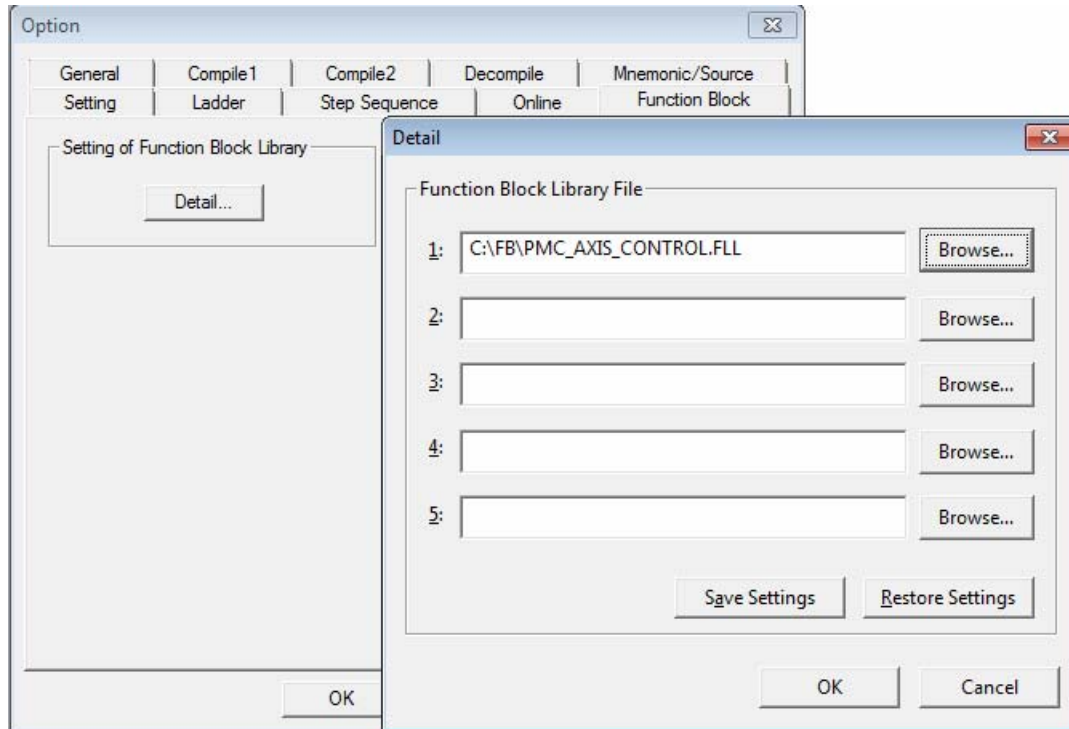 Option
General Compile1 Compile2 Decompile Mnemonic/Source
Setting Ladder Step Sequence Online Function Block
Setting of Function Block Library
Detail...
OK
Detail
Function Block Library File
1: C:\FB\PMC_AXIS_CONTROL.FLL Browse...
2: Browse...
3: Browse...
4: Browse...
5: Browse...
Save Settings Restore Settings
OK Cancel